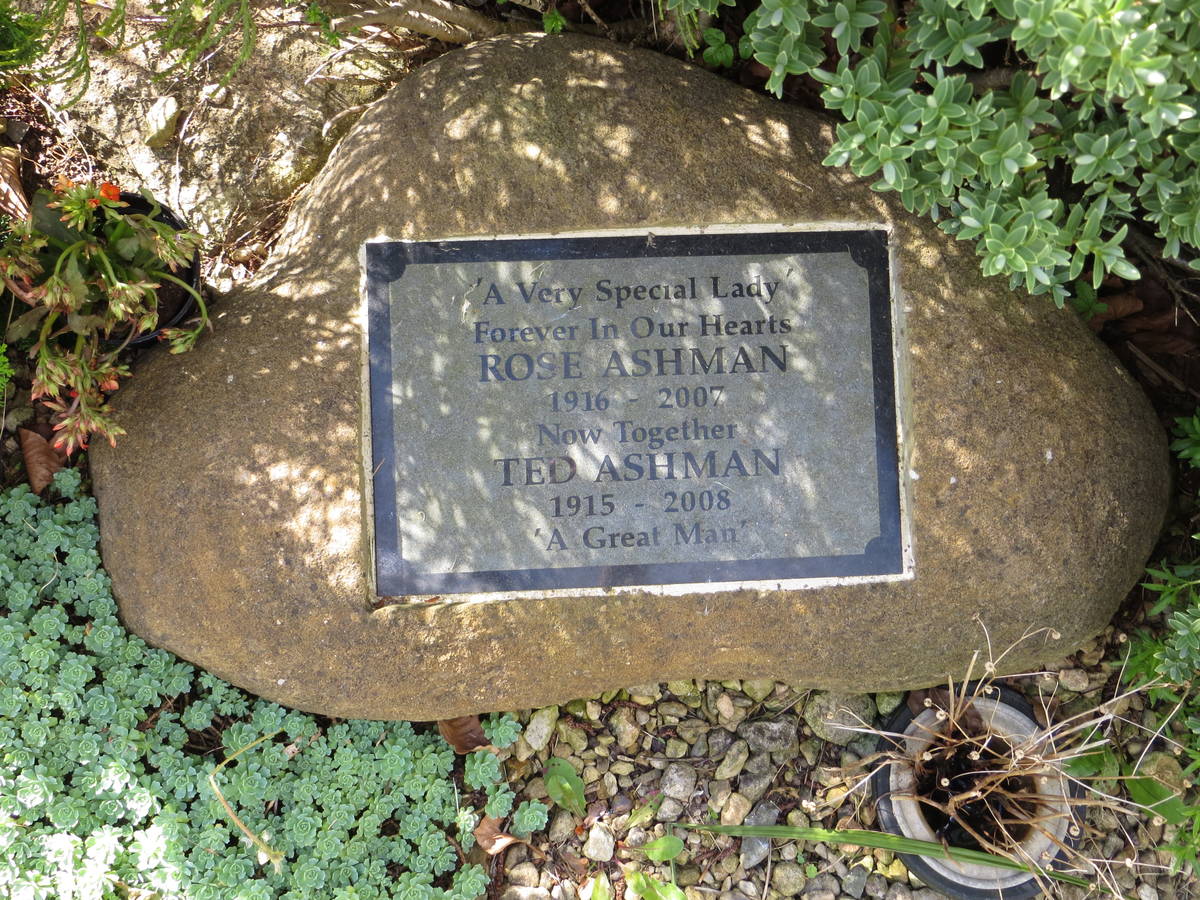 'A Very Special Lady'
Forever In Our Hearts
ROSE ASHMAN
1916 - 2007
Now Together
TED ASHMAN
1915 - 2008
'A Great Man'